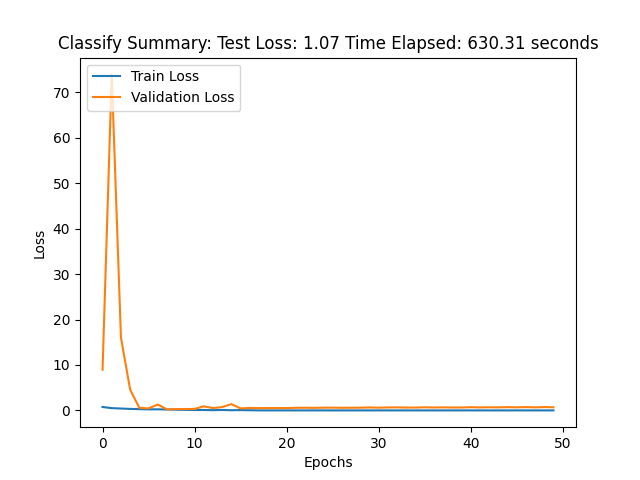 Classify Summary: Test Loss: 1.07 Time Elapsed: 630.31 seconds
Train Loss
Validation Loss
70
60
50
40
30
20
10
0
Loss
0 10 20 30 40 50
Epochs